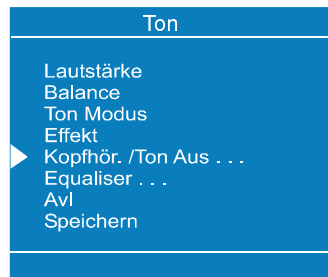 Ton
Lautstärke
Balance
Ton Modus
Effekt
Kopfhör. /Ton Aus . . .
Equaliser . . .
Avl
Speichern